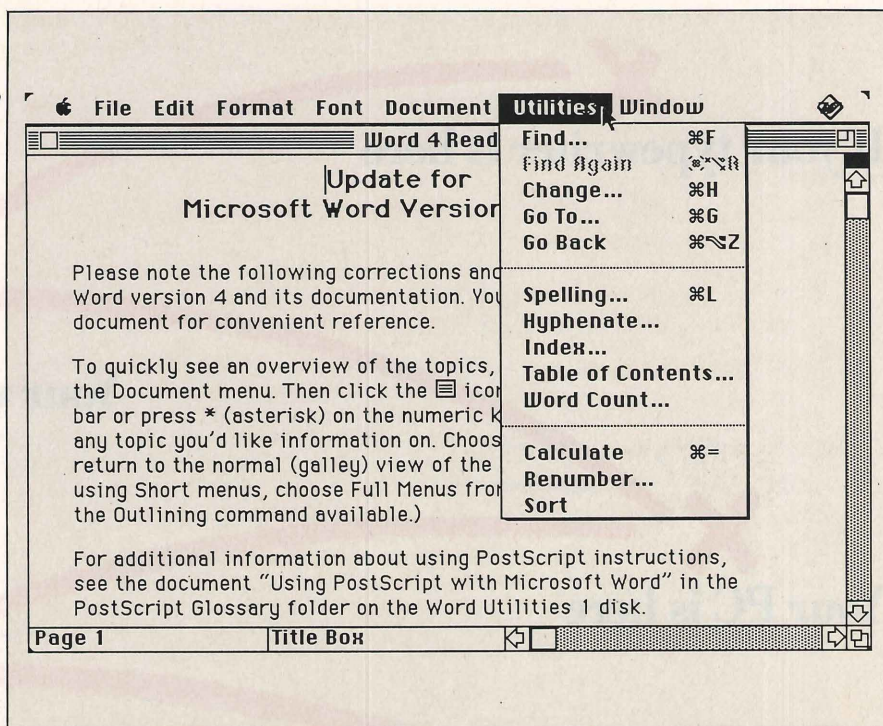 File Edit Format Font Document Utilities Window
Word 4 Read
Find... ⌘F
Find Again ⌘⌥A
Change... ⌘H
Go To... ⌘G
Go Back ⌘⌥Z
Spelling... ⌘L
Hyphenate...
Index...
Table of Contents...
Word Count...
Calculate ⌘=
Renumber...
Sort
Update for
Microsoft Word Version
Please note the following corrections and
Word version 4 and its documentation. You
document for convenient reference.
To quickly see an overview of the topics,
the Document menu. Then click the icon
bar or press * (asterisk) on the numeric k
any topic you'd like information on. Choos
return to the normal (galley) view of the
using Short menus, choose Full Menus from
the Outlining command available.)
For additional information about using PostScript instructions,
see the document "Using PostScript with Microsoft Word" in the
PostScript Glossary folder on the Word Utilities 1 disk.
Page 1 Title Box